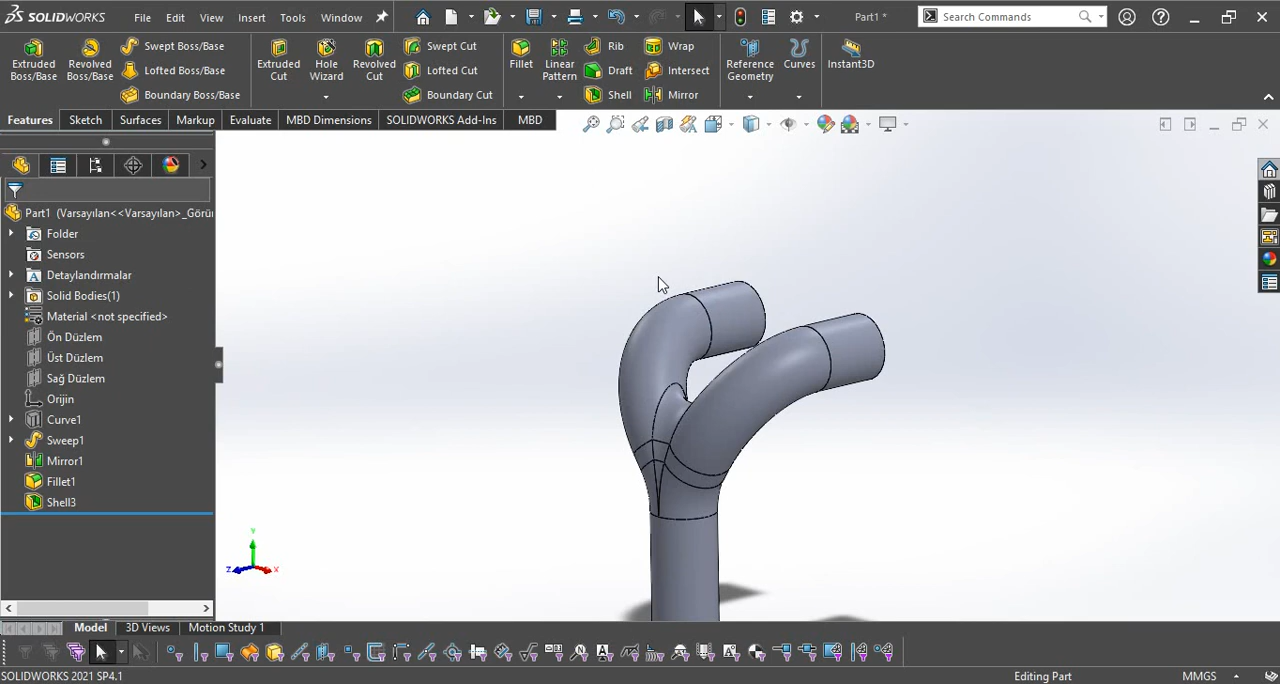 SOLIDWORKS File Edit View Insert Tools Window Part1 * Search Commands
Extruded Boss/Base
Revolved Boss/Base
Swept Boss/Base
Lofted Boss/Base
Boundary Boss/Base
Extruded Cut
Hole Wizard
Revolved Cut
Swept Cut
Lofted Cut
Boundary Cut
Fillet
Linear Pattern
Rib
Draft
Shell
Wrap
Intersect
Mirror
Reference Geometry
Curves
Instant3D
Features Sketch Surfaces Markup Evaluate MBD Dimensions SOLIDWORKS Add-Ins MBD
Part1 (Varsayılan<<Varsayılan>_Görü
Folder
Sensors
Detaylandırmalar
Solid Bodies(1)
Material <not specified>
Ön Düzlem
Üst Düzlem
Sağ Düzlem
Orijin
Curve1
Sweep1
Mirror1
Fillet1
Shell3
Y
Z
X
Model 3D Views Motion Study 1
SOLIDWORKS 2021 SP4.1 Editing Part MMGS